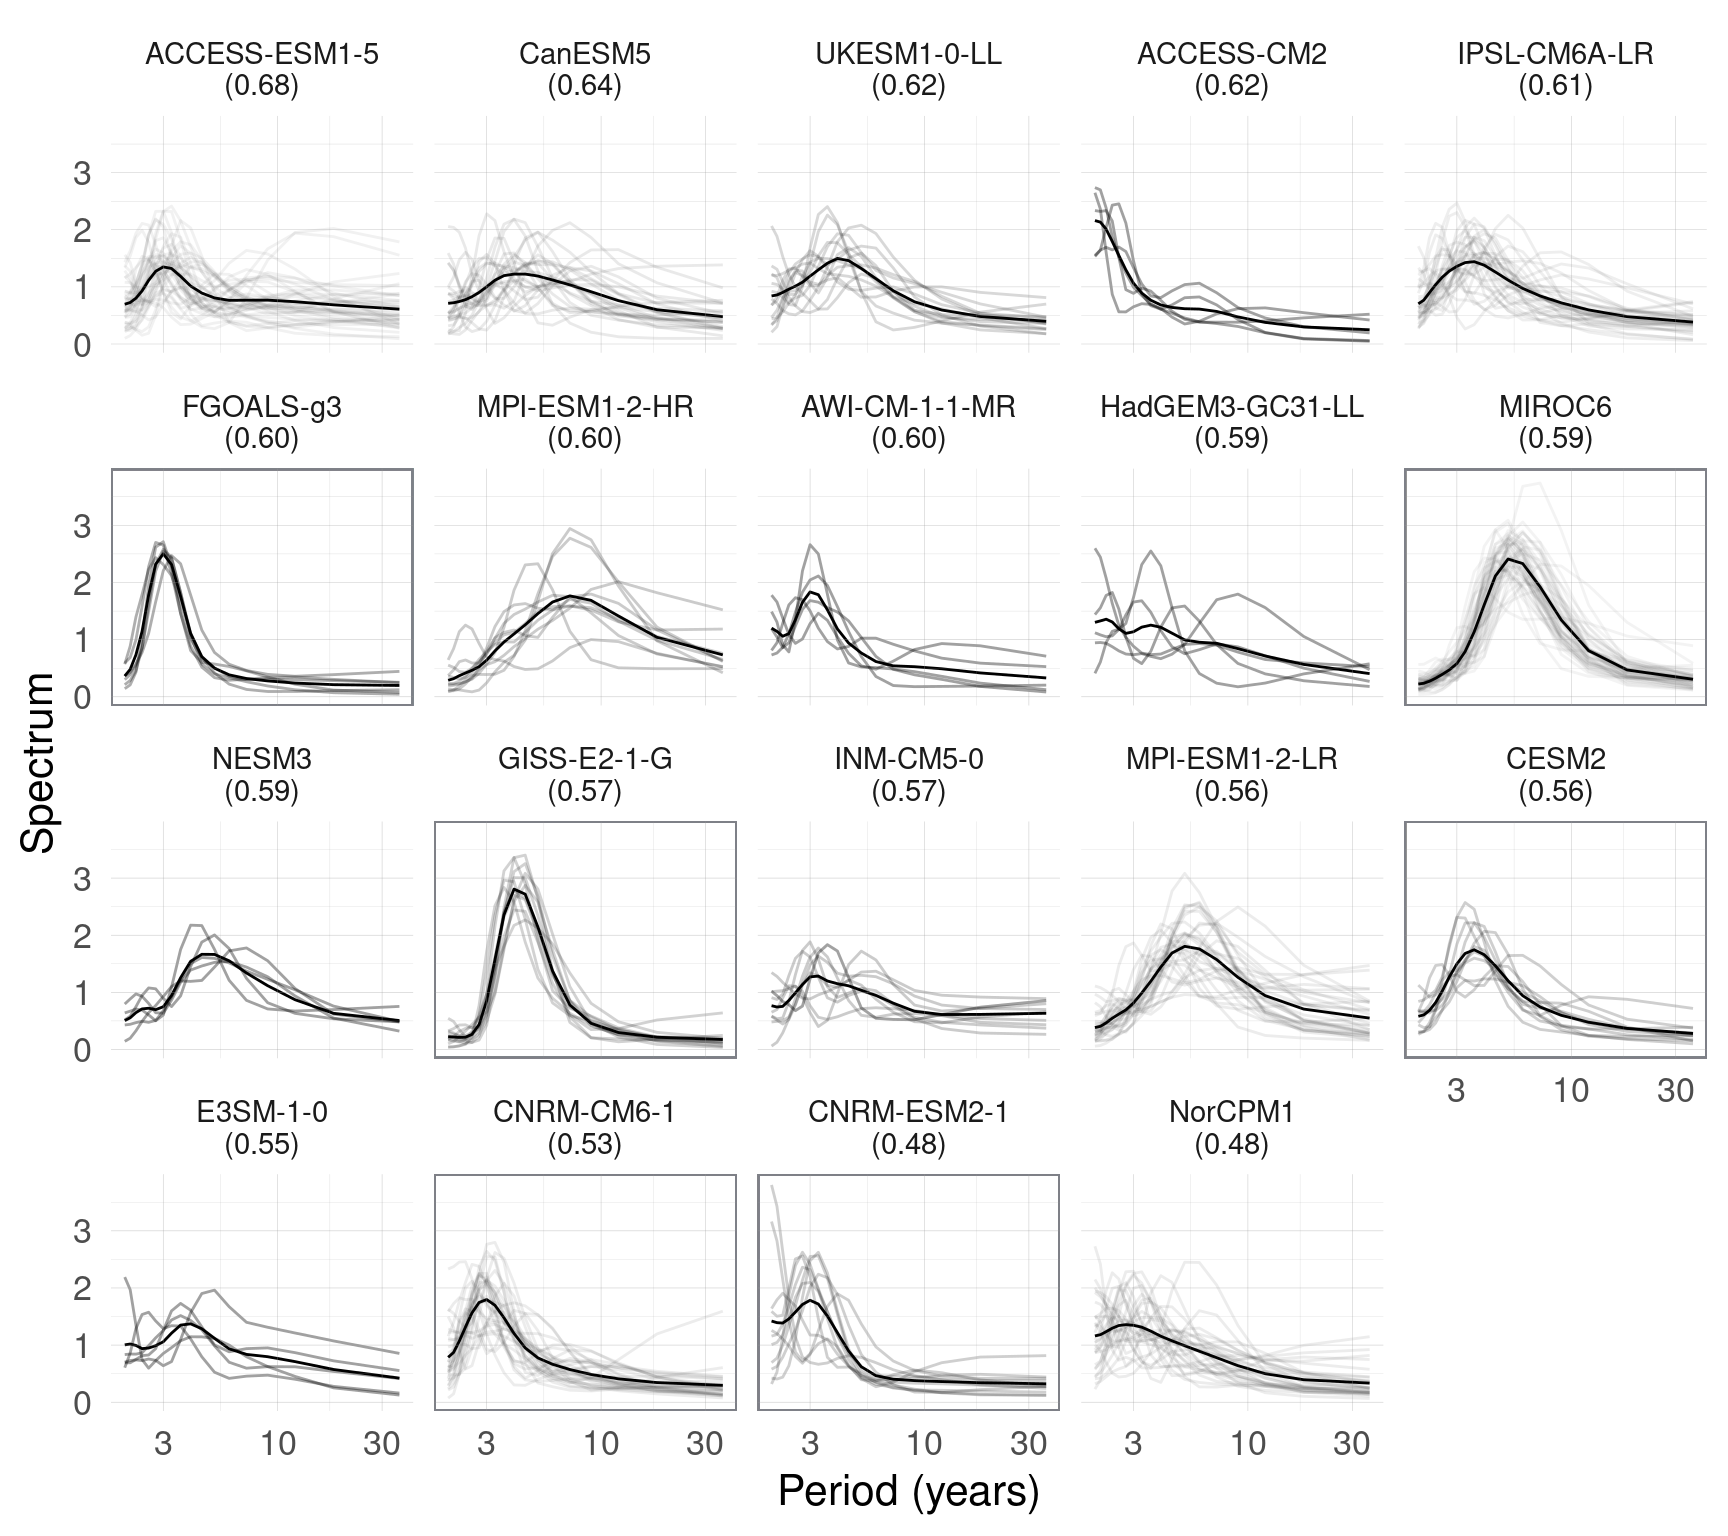 ACCESS-ESM1-5 CanESM5 UKESM1-0-LL ACCESS-CM2 IPSL-CM6A-LR
(0.68) (0.64) (0.62) (0.62) (0.61)
3
2
1
0
FGOALS-g3 MPI-ESM1-2-HR AWI-CM-1-1-MR HadGEM3-GC31-LL MIROC6
(0.60) (0.60) (0.60) (0.59) (0.59)
3
2
1
0
Spectrum
NESM3 GISS-E2-1-G INM-CM5-0 MPI-ESM1-2-LR CESM2
(0.59) (0.57) (0.57) (0.56) (0.56)
3
2
1
0
3 10 30
E3SM-1-0 CNRM-CM6-1 CNRM-ESM2-1 NorCPM1
(0.55) (0.53) (0.48) (0.48)
3
2
1
0
3 10 30 3 10 30 3 10 30 3 10 30
Period (years)